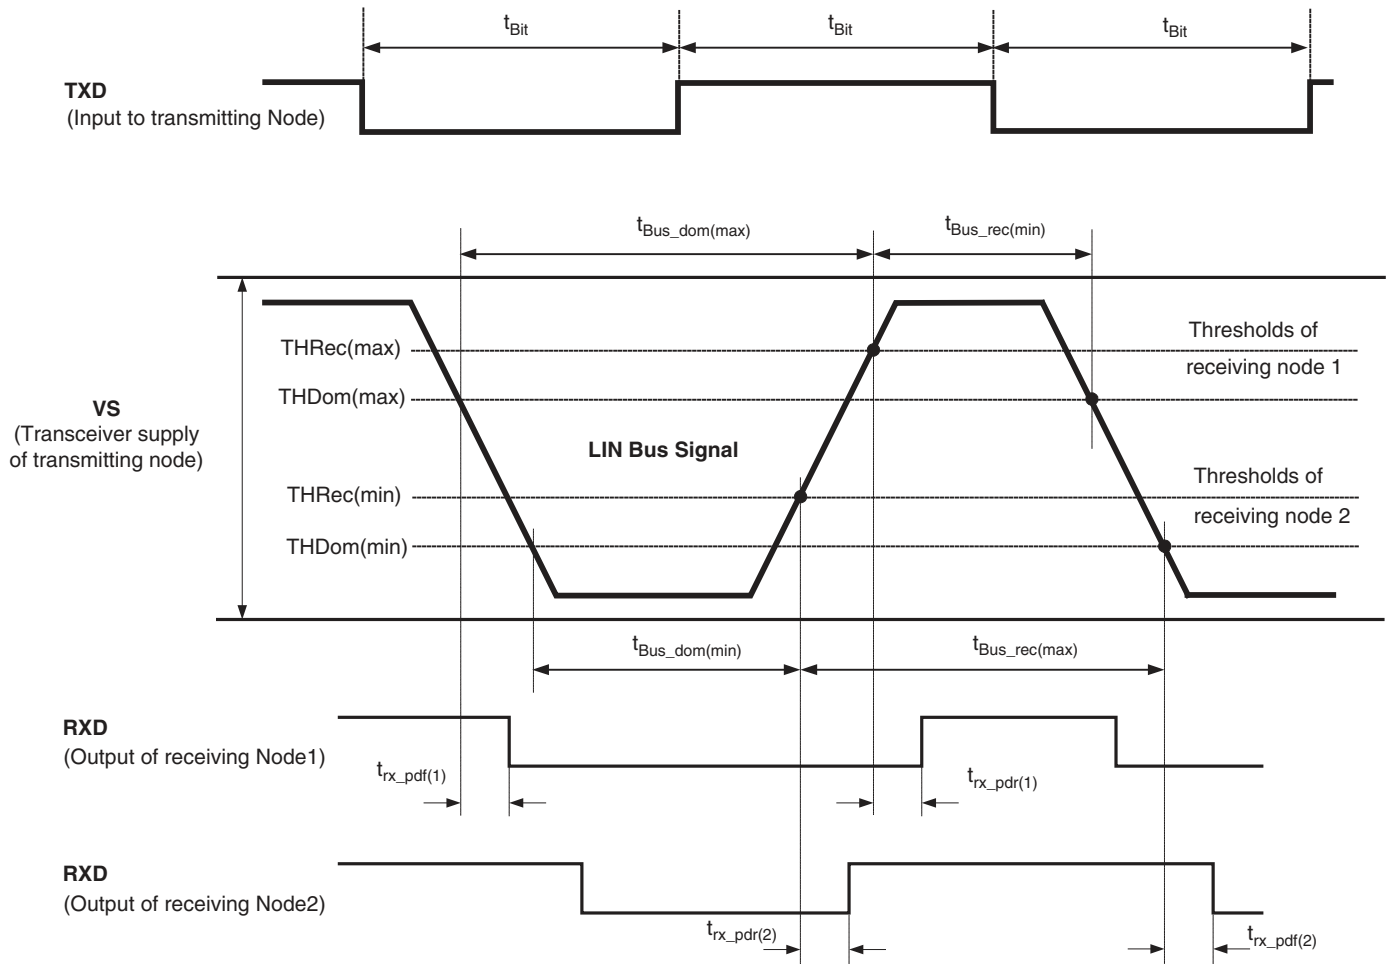 tBit
tBit
tBit
TXD
(Input to transmitting Node)
tBus_dom(max)
tBus_rec(min)
THRec(max)
Thresholds of
receiving node 1
THDom(max)
VS
(Transceiver supply
of transmitting node)
LIN Bus Signal
THRec(min)
Thresholds of
receiving node 2
THDom(min)
tBus_dom(min)
tBus_rec(max)
RXD
(Output of receiving Node1)
trx_pdf(1)
trx_pdr(1)
RXD
(Output of receiving Node2)
trx_pdr(2)
trx_pdf(2)